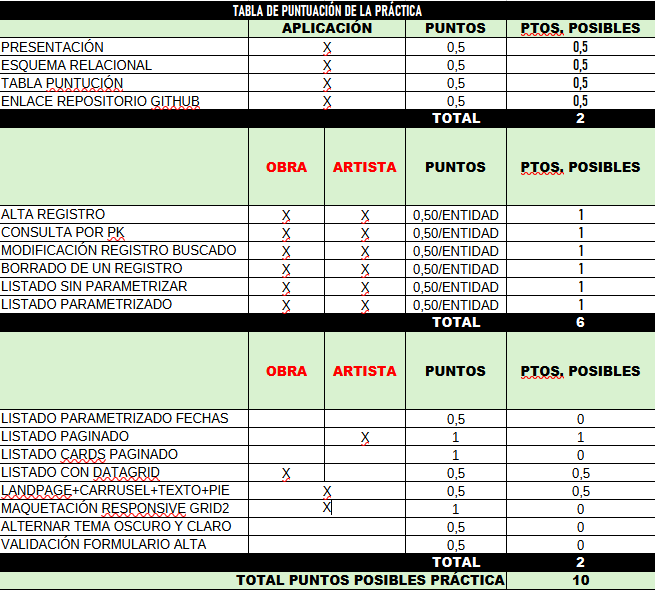 TABLA DE PUNTUACIÓN DE LA PRÁCTICA
APLICACIÓN PUNTOS PTOS, POSIBLES
PRESENTACIÓN X 0,5 0,5
ESQUEMA RELACIONAL X 0,5 0,5
TABLA PUNTUCIÓN X 0,5 0,5
ENLACE REPOSITORIO GITHUB X 0,5 0,5
TOTAL 2
OBRA ARTISTA PUNTOS PTOS, POSIBLES
ALTA REGISTRO X X 0,50/ENTIDAD 1
CONSULTA POR PK X X 0,50/ENTIDAD 1
MODIFICACIÓN REGISTRO BUSCADO X X 0,50/ENTIDAD 1
BORRADO DE UN REGISTRO X X 0,50/ENTIDAD 1
LISTADO SIN PARAMETRIZAR X X 0,50/ENTIDAD 1
LISTADO PARAMETRIZADO X X 0,50/ENTIDAD 1
TOTAL 6
OBRA ARTISTA PUNTOS PTOS, POSIBLES
LISTADO PARAMETRIZADO FECHAS 0,5 0
LISTADO PAGINADO X 1 1
LISTADO CARDS PAGINADO 1 0
LISTADO CON DATAGRID X 0,5 0,5
LANDPAGE+CARRUSEL+TEXTO+PIE X 0,5 0,5
MAQUETACIÓN RESPONSIVE GRID2 X 1 0
ALTERNAR TEMA OSCURO Y CLARO 0,5 0
VALIDACIÓN FORMULARIO ALTA 0,5 0
TOTAL 2
TOTAL PUNTOS POSIBLES PRÁCTICA 10